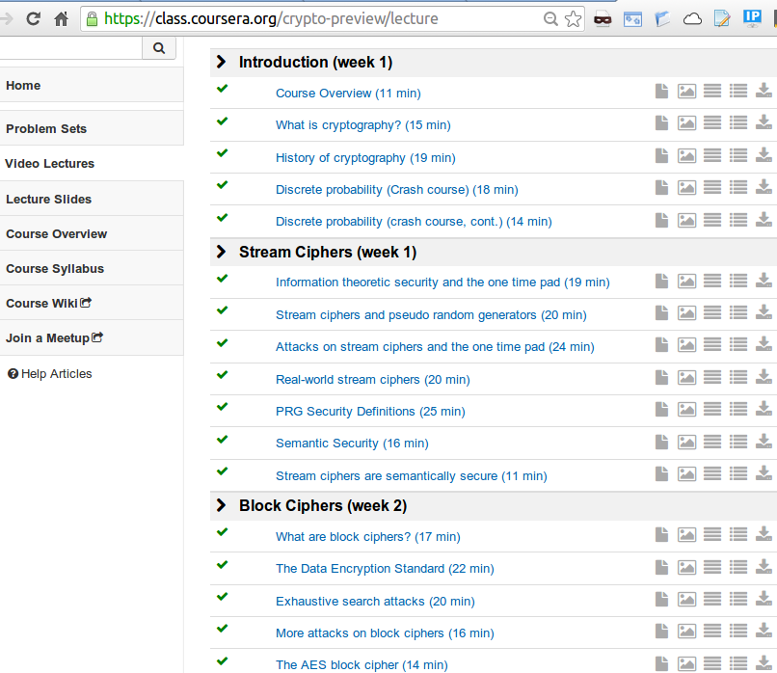 https://class.coursera.org/crypto-preview/lecture
IP
Home
Problem Sets
Video Lectures
Lecture Slides
Course Overview
Course Syllabus
Course Wiki
Join a Meetup
Help Articles
Introduction (week 1)
Course Overview (11 min)
What is cryptography? (15 min)
History of cryptography (19 min)
Discrete probability (Crash course) (18 min)
Discrete probability (crash course, cont.) (14 min)
Stream Ciphers (week 1)
Information theoretic security and the one time pad (19 min)
Stream ciphers and pseudo random generators (20 min)
Attacks on stream ciphers and the one time pad (24 min)
Real-world stream ciphers (20 min)
PRG Security Definitions (25 min)
Semantic Security (16 min)
Stream ciphers are semantically secure (11 min)
Block Ciphers (week 2)
What are block ciphers? (17 min)
The Data Encryption Standard (22 min)
Exhaustive search attacks (20 min)
More attacks on block ciphers (16 min)
The AES block cipher (14 min)